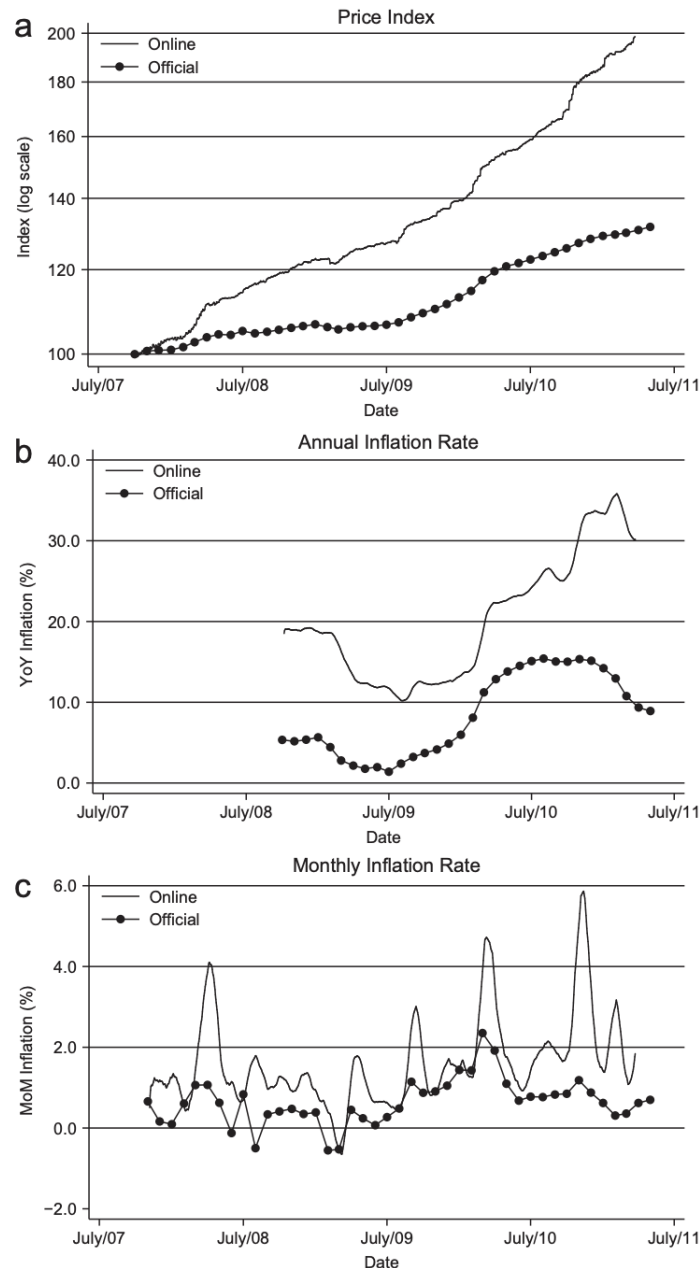 a
Price Index
Online
Official
Index (log scale)
200
180
160
140
120
100
July/07
July/08
July/09
July/10
July/11
Date
b
Annual Inflation Rate
Online
Official
YoY Inflation (%)
40.0
30.0
20.0
10.0
0.0
July/07
July/08
July/09
July/10
July/11
Date
c
Monthly Inflation Rate
Online
Official
MoM Inflation (%)
6.0
4.0
2.0
0.0
−2.0
July/07
July/08
July/09
July/10
July/11
Date